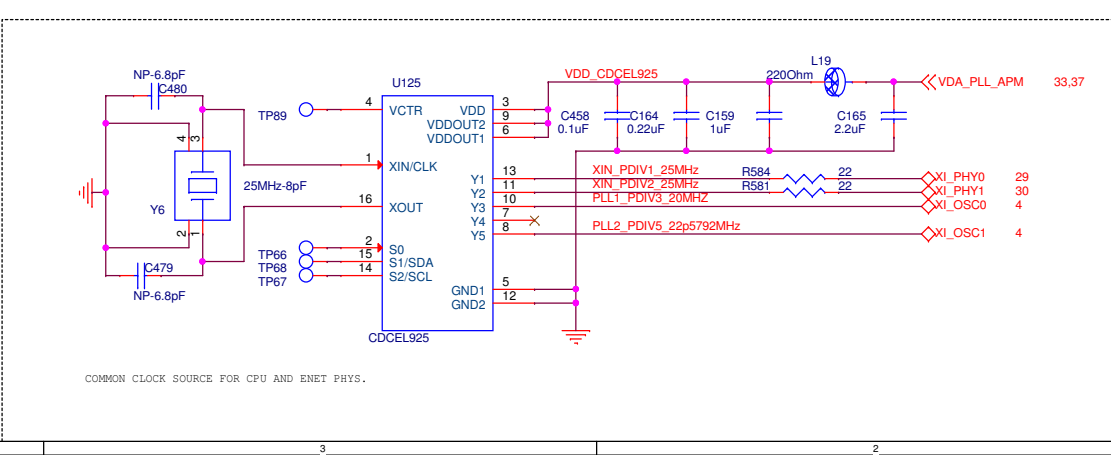 L19
NP-6.8pF
C480
U125
VDD_CDCEL925
220Ohm
VDA_PLL_APM 33,37
TP89
4 VCTR
VDD 3
VDDOUT2 9
VDDOUT1 6
C458
0.1uF
C164
0.22uF
C159
1uF
C165
2.2uF
4 3
1 XIN/CLK
25MHz-8pF
Y6
2 1
16 XOUT
Y1 13 XIN_PDIV1_25MHz R584 22 XI_PHY0 29
Y2 11 XIN_PDIV2_25MHz R581 22 XI_PHY1 30
Y3 10 PLL1_PDIV3_20MHZ XI_OSC0 4
Y4 7
Y5 8 PLL2_PDIV5_22p5792MHz XI_OSC1 4
TP66 2 S0
TP68 15 S1/SDA
TP67 14 S2/SCL
C479
NP-6.8pF
GND1 5
GND2 12
CDCEL925
COMMON CLOCK SOURCE FOR CPU AND ENET PHYS.
3 2